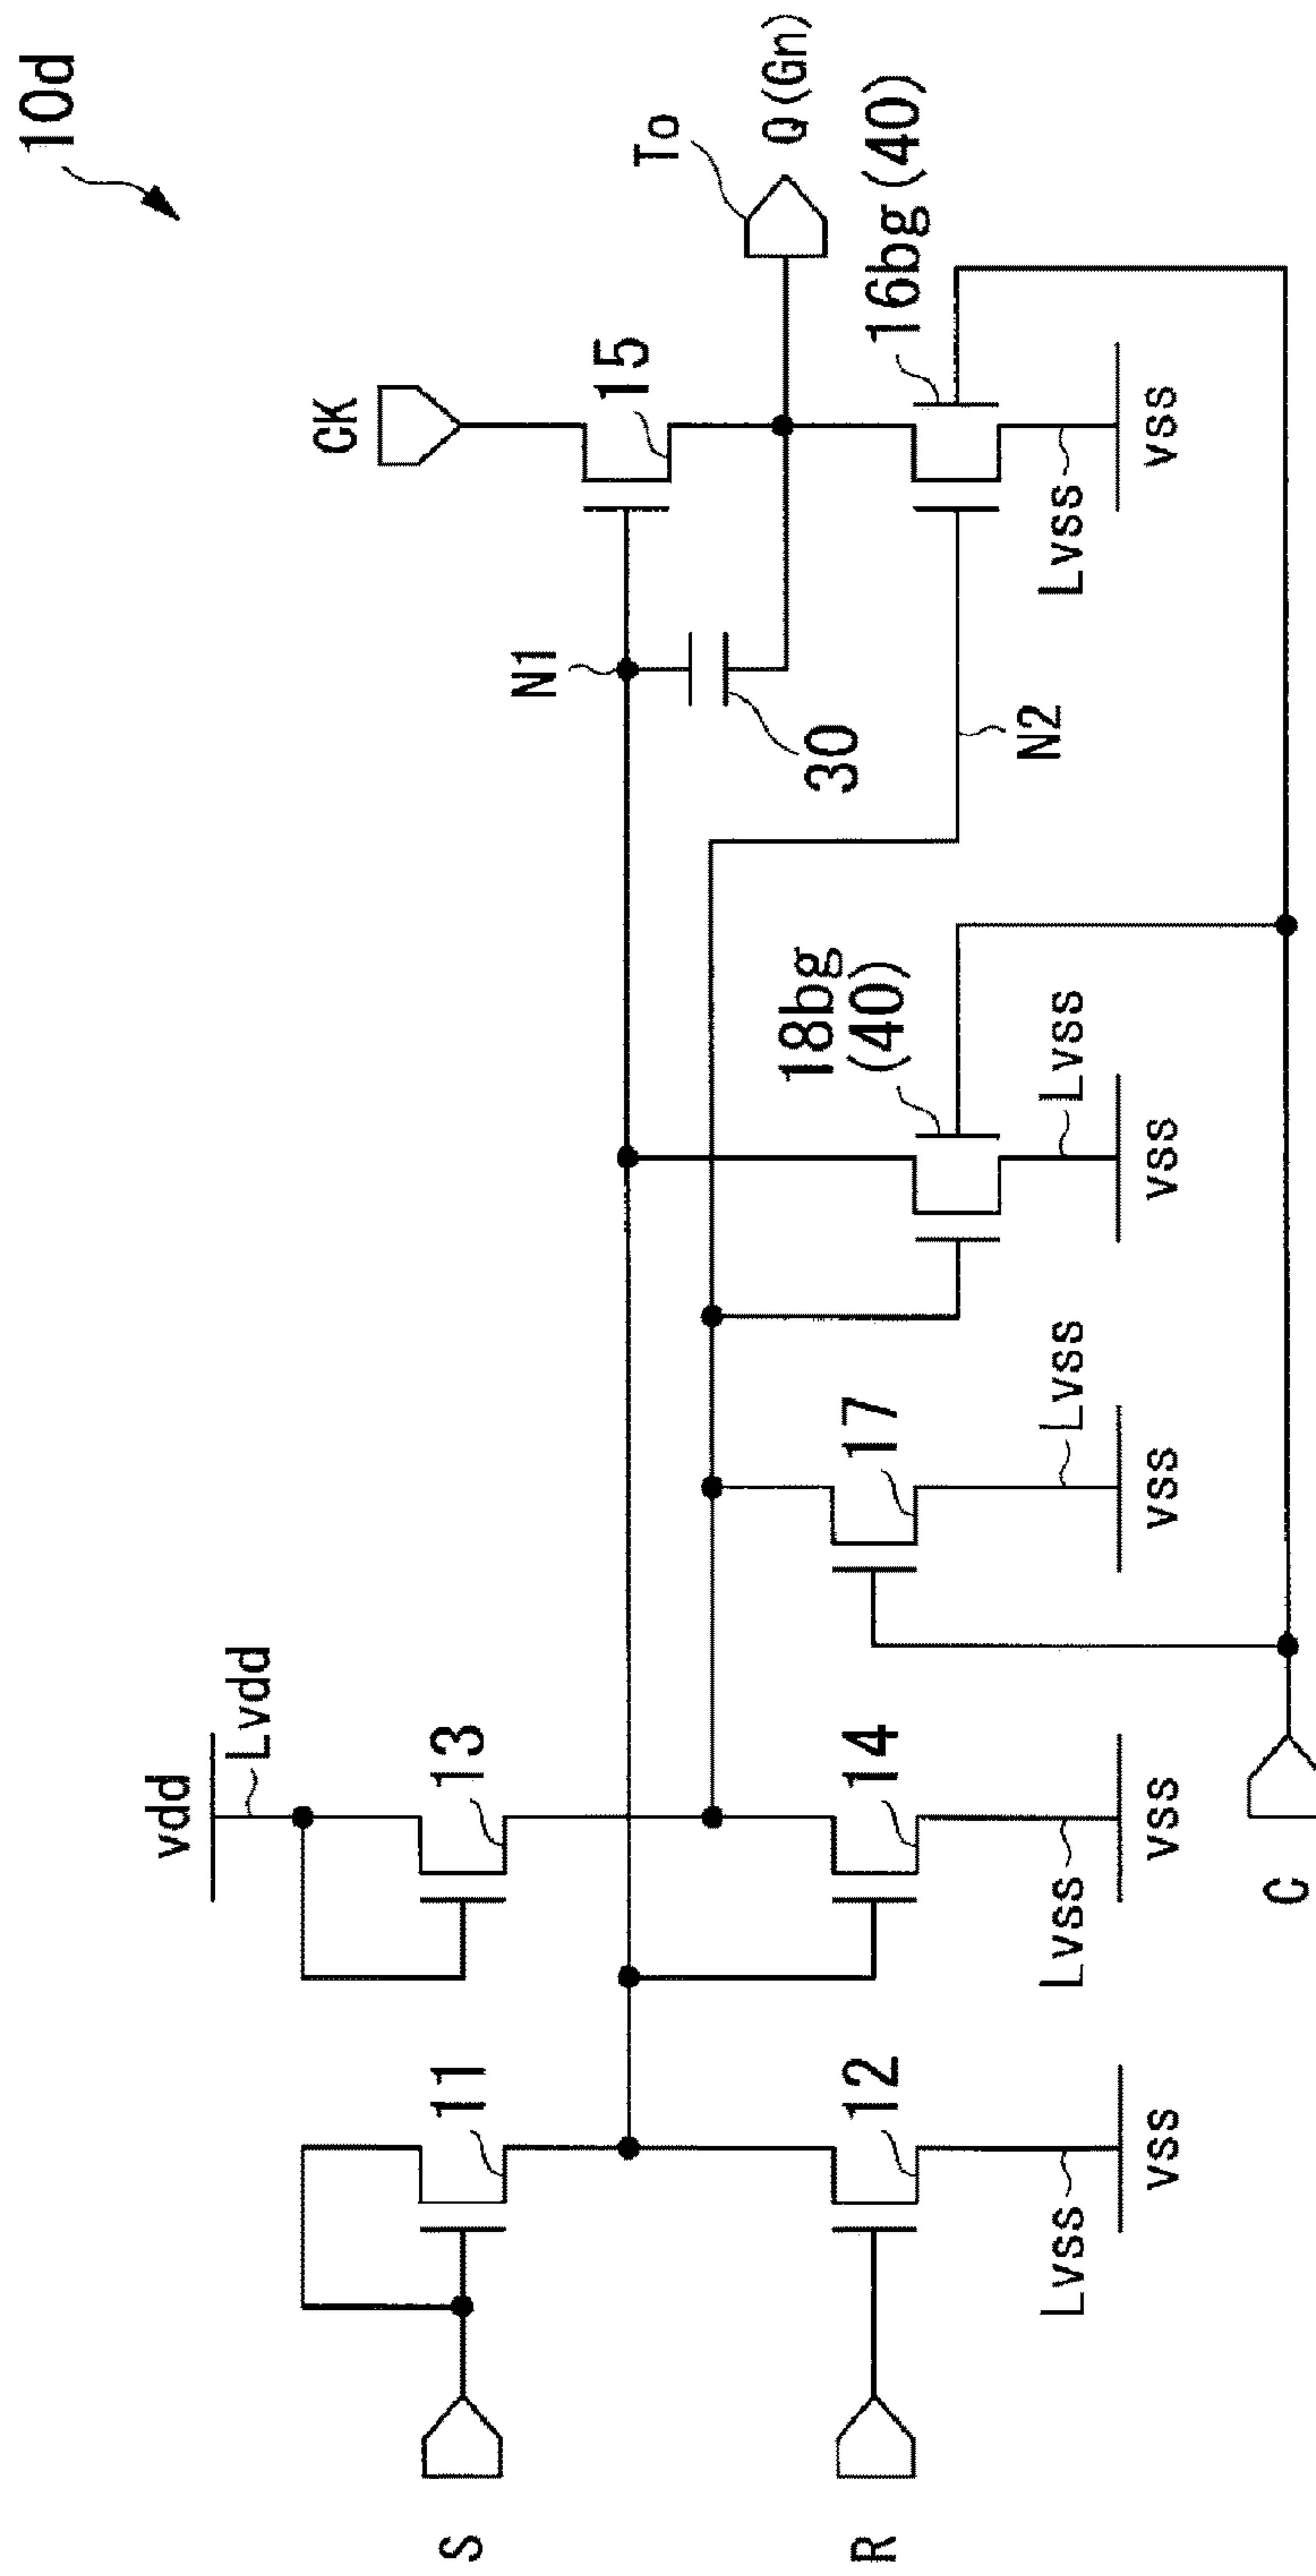 10d
vdd
Lvdd
CK
S
11
13
N1
15
To
Q(Gn)
30
18bg
(40)
R
12
14
17
16bg(40)
N2
Lvss
Lvss
Lvss
Lvss
Lvss
vss
vss
vss
vss
vss
C